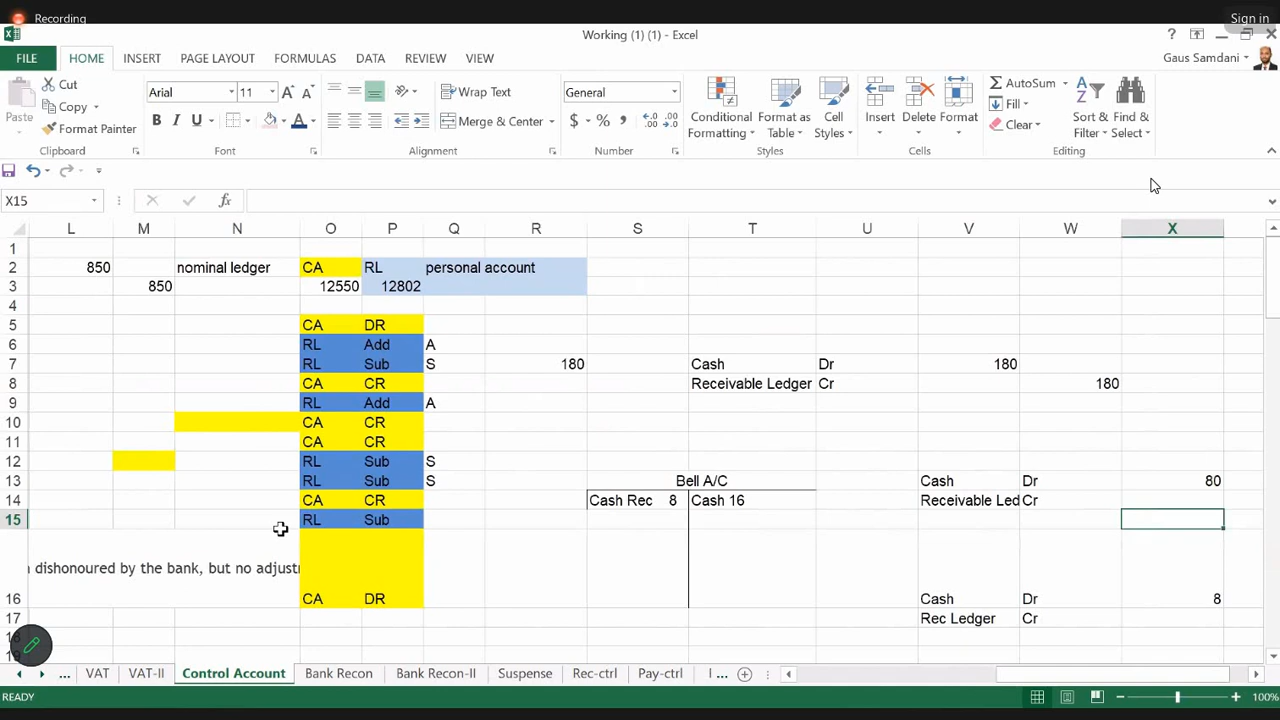 Recording
Sign in
Working (1) (1) - Excel
FILE HOME INSERT PAGE LAYOUT FORMULAS DATA REVIEW VIEW Gaus Samdani
Paste Cut Copy Format Painter
Arial 11
B I U A
Wrap Text
Merge & Center
General
$ % ,
Conditional Formatting Format as Table Cell Styles
Insert Delete Format
AutoSum Fill Clear Sort & Filter Find & Select
Clipboard Font Alignment Number Styles Cells Editing
X15 fx
L M N O P Q R S T U V W X
1
2 850 nominal ledger CA RL personal account
3 850 12550 12802
4
5 CA DR
6 RL Add A
7 RL Sub S 180 Cash Dr 180
8 CA CR Receivable Ledger Cr 180
9 RL Add A
10 CA CR
11 CA CR
12 RL Sub S
13 RL Sub S Bell A/C Cash Dr 80
14 CA CR Cash Rec 8 Cash 16 Receivable Led Cr
15 RL Sub
dishonoured by the bank, but no adjustr
16 CA DR Cash Dr 8
17 Rec Ledger Cr
18
... VAT VAT-II Control Account Bank Recon Bank Recon-II Suspense Rec-ctrl Pay-ctrl I ...
READY 100%